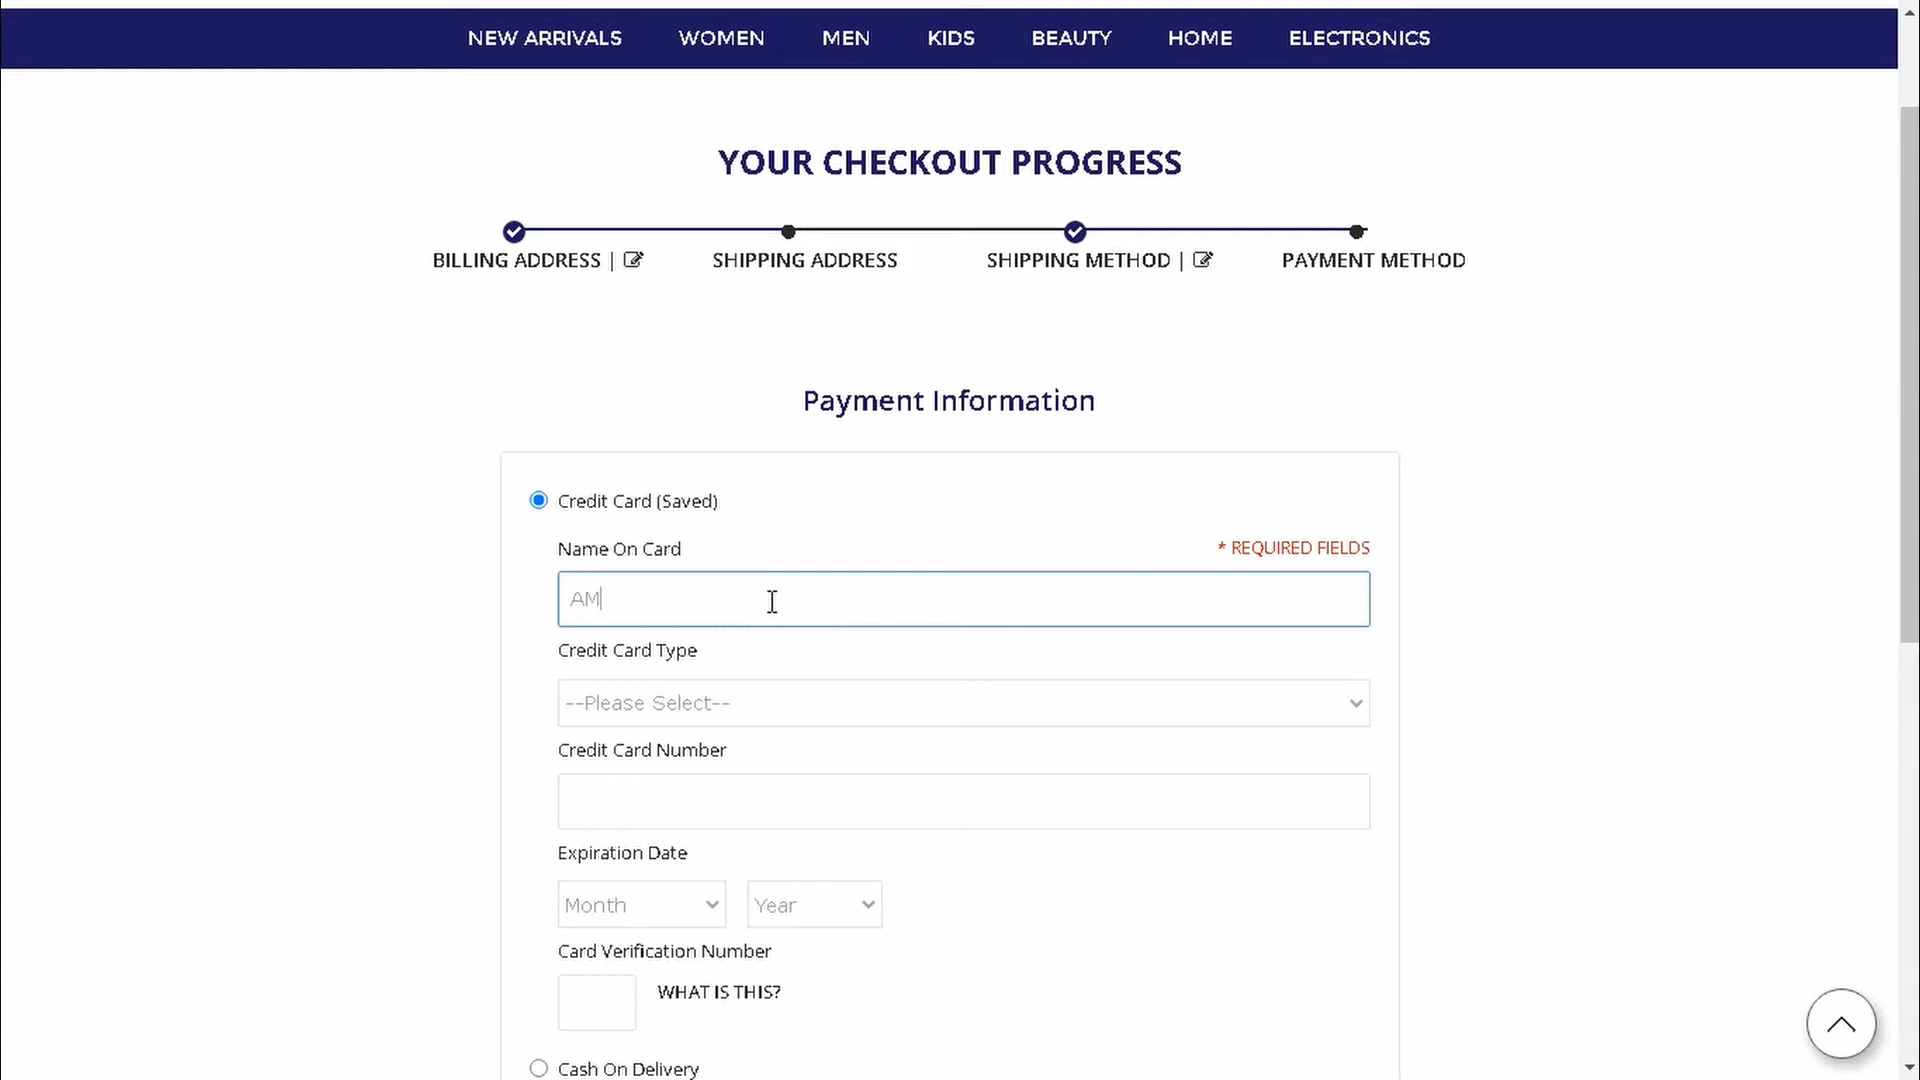 NEW ARRIVALS WOMEN MEN KIDS BEAUTY HOME ELECTRONICS
YOUR CHECKOUT PROGRESS
BILLING ADDRESS | SHIPPING ADDRESS SHIPPING METHOD | PAYMENT METHOD
Payment Information
Credit Card (Saved)
Name On Card * REQUIRED FIELDS
AM
Credit Card Type
--Please Select--
Credit Card Number
Expiration Date
Month Year
Card Verification Number
WHAT IS THIS?
Cash On Delivery